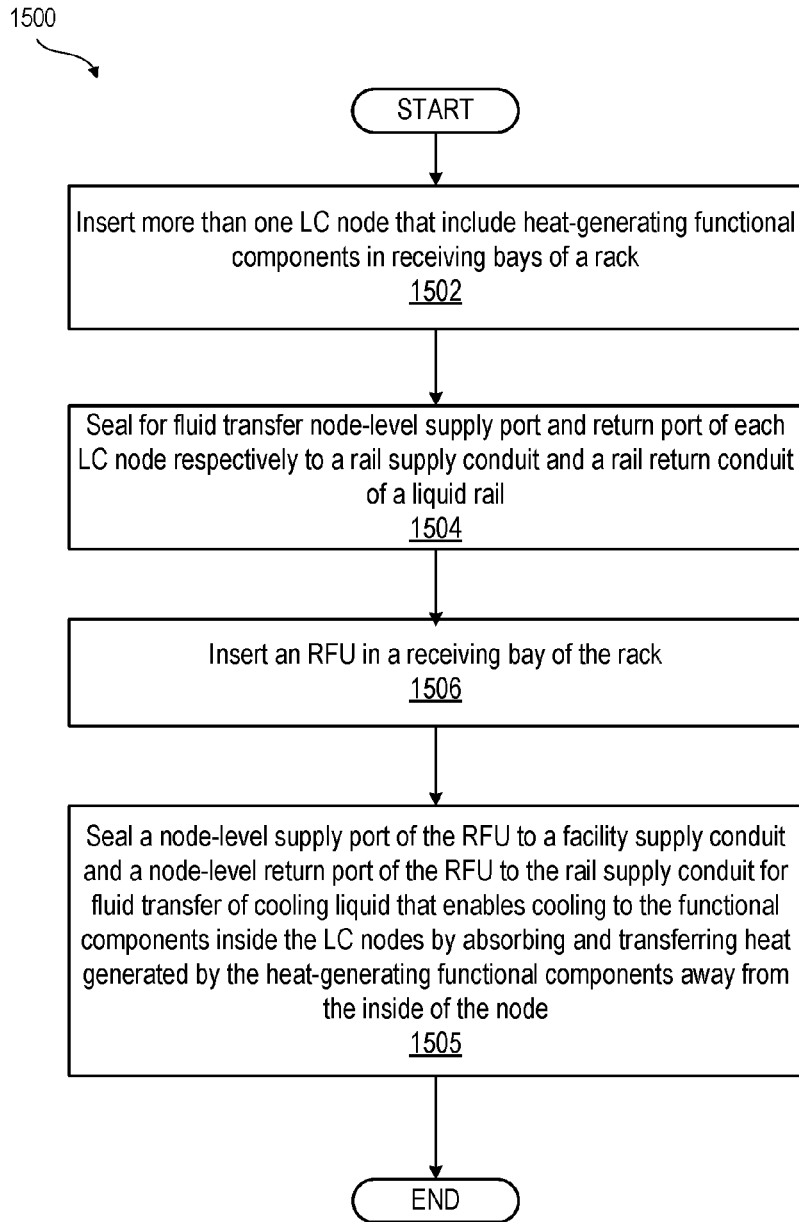 1500
START
Insert more than one LC node that include heat-generating functional
components in receiving bays of a rack
1502
Seal for fluid transfer node-level supply port and return port of each
LC node respectively to a rail supply conduit and a rail return conduit
of a liquid rail
1504
Insert an RFU in a receiving bay of the rack
1506
Seal a node-level supply port of the RFU to a facility supply conduit
and a node-level return port of the RFU to the rail supply conduit for
fluid transfer of cooling liquid that enables cooling to the functional
components inside the LC nodes by absorbing and transferring heat
generated by the heat-generating functional components away from
the inside of the node
1505
END